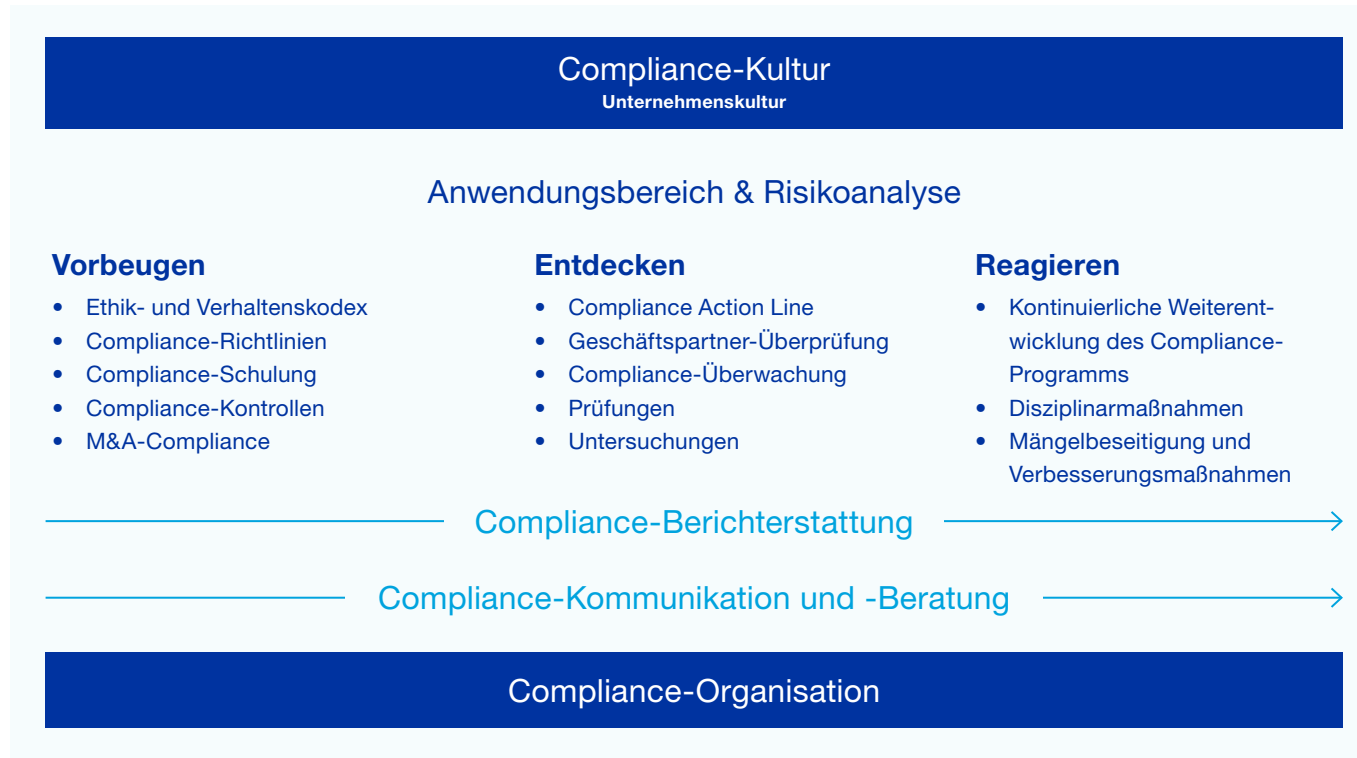 Compliance-Kultur
Unternehmenskultur
Anwendungsbereich & Risikoanalyse
Vorbeugen
• Ethik- und Verhaltenskodex
• Compliance-Richtlinien
• Compliance-Schulung
• Compliance-Kontrollen
• M&A-Compliance
Entdecken
• Compliance Action Line
• Geschäftspartner-Überprüfung
• Compliance-Überwachung
• Prüfungen
• Untersuchungen
Reagieren
• Kontinuierliche Weiterent-
wicklung des Compliance-
Programms
• Disziplinarmaßnahmen
• Mängelbeseitigung und
Verbesserungsmaßnahmen
Compliance-Berichterstattung
Compliance-Kommunikation und -Beratung
Compliance-Organisation